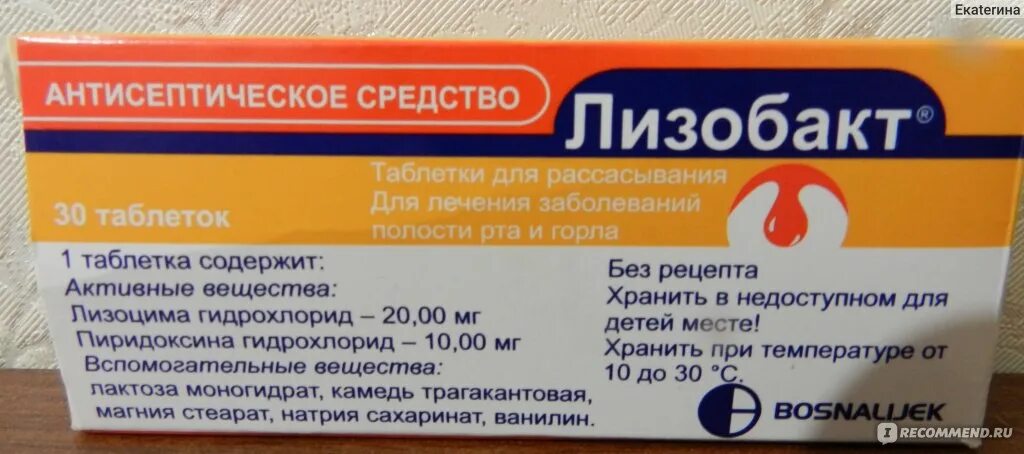 Екатерина
АНТИСЕПТИЧЕСКОЕ СРЕДСТВО
Лизобакт®
Таблетки для рассасывания
Для лечения заболеваний
полости рта и горла
30 таблеток
1 таблетка содержит:
Активные вещества:
Лизоцима гидрохлорид – 20,00 мг
Пиридоксина гидрохлорид – 10,00 мг
Вспомогательные вещества:
лактоза моногидрат, камедь трагакантовая,
магния стеарат, натрия сахаринат, ванилин.
Без рецепта
Хранить в недоступном для
детей месте!
Хранить при температуре от
10 до 30 °С.
BOSNALIJEK
IRECOMMEND.RU